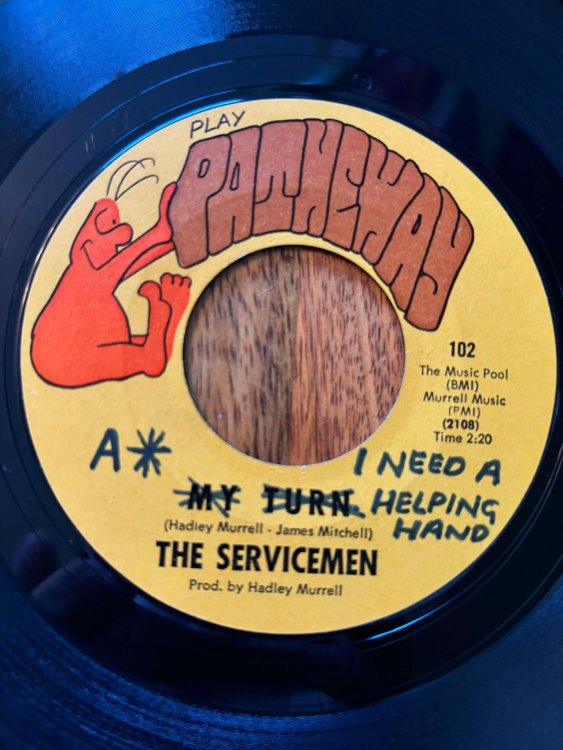 PLAY
PATHEWAY
102
The Music Pool
(BMI)
Murrell Music
(PMI)
(2108)
Time 2:20
A*
I NEED A
HELPING
HAND
MY TURN.
(Hadley Murrell - James Mitchell)
THE SERVICEMEN
Prod. by Hadley Murrell